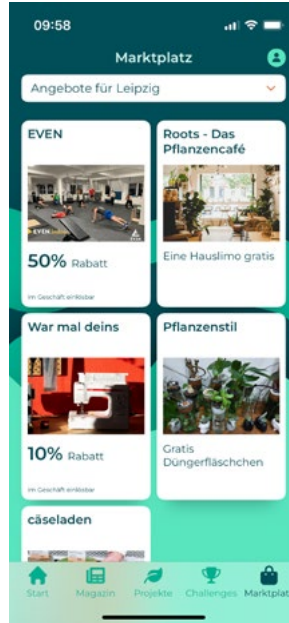 09:58
Marktplatz
Angebote für Leipzig
EVEN
EVEN
50% Rabatt
Im Geschäft einlösbar
Roots - Das
Pflanzencafé
Eine Hauslimo gratis
War mal deins
10% Rabatt
Im Geschäft einlösbar
Pflanzenstil
Gratis
Düngerfläschchen
cäseladen
Start Magazin Projekte Challenges Marktplat